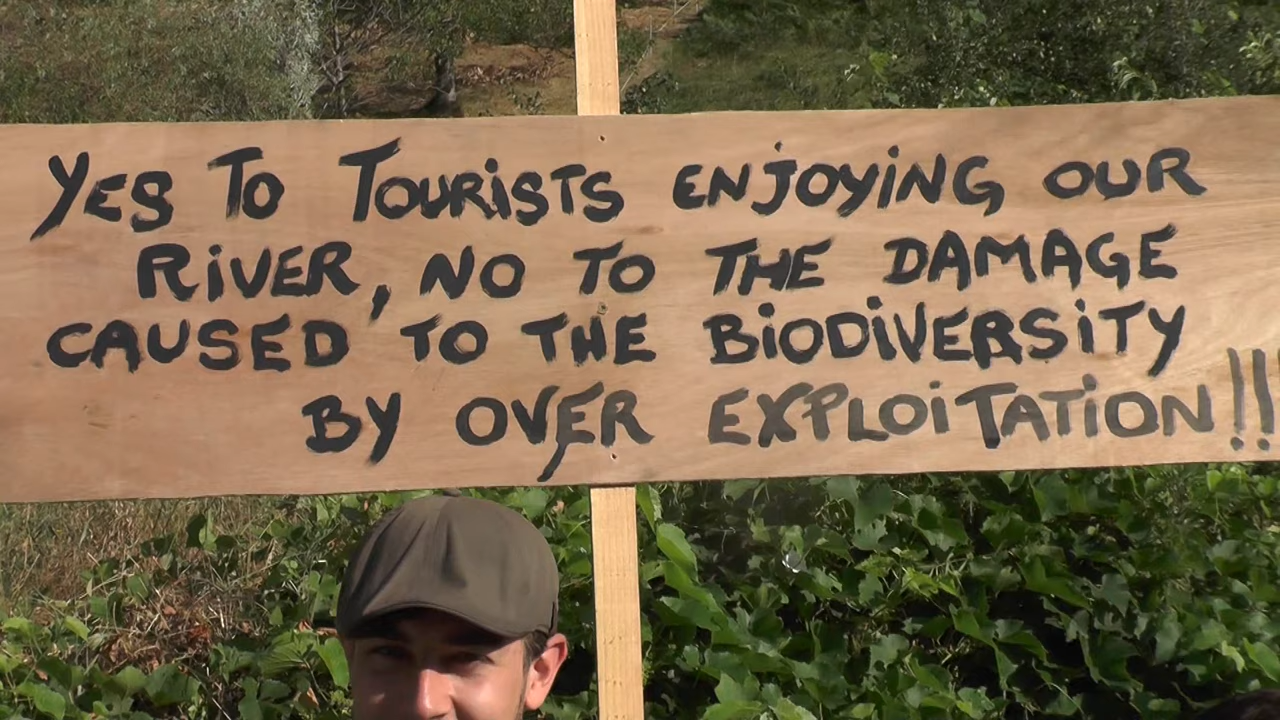 Yes To Tourists ENJOYiNG OUR
RiVER, NO TO THE DAMAGE
CAUSED TO THE BiODiVERSiTY
BY OVER EXPLOiTATiON!!